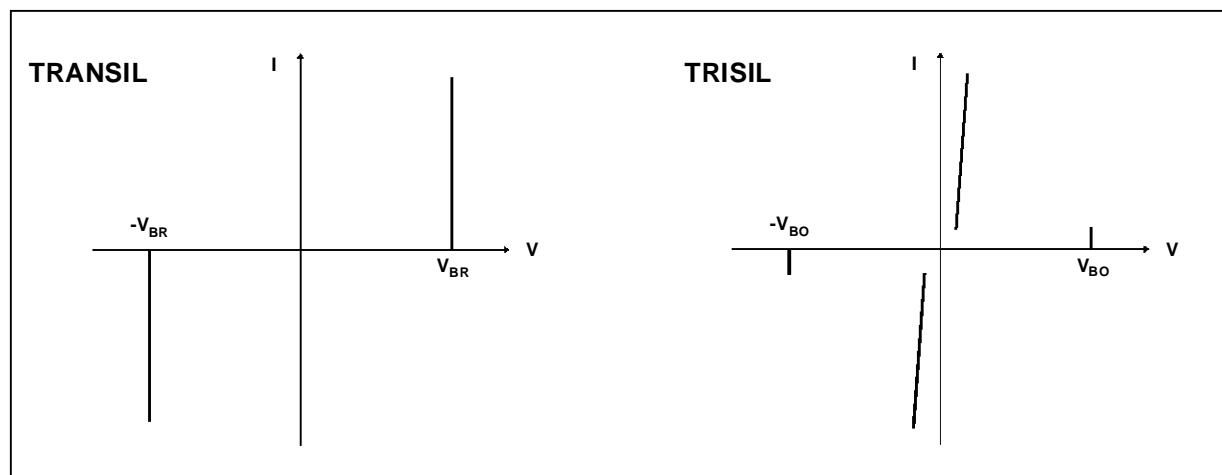 TRANSIL
I
-VBR
V
VBR
TRISIL
I
-VBO
V
VBO